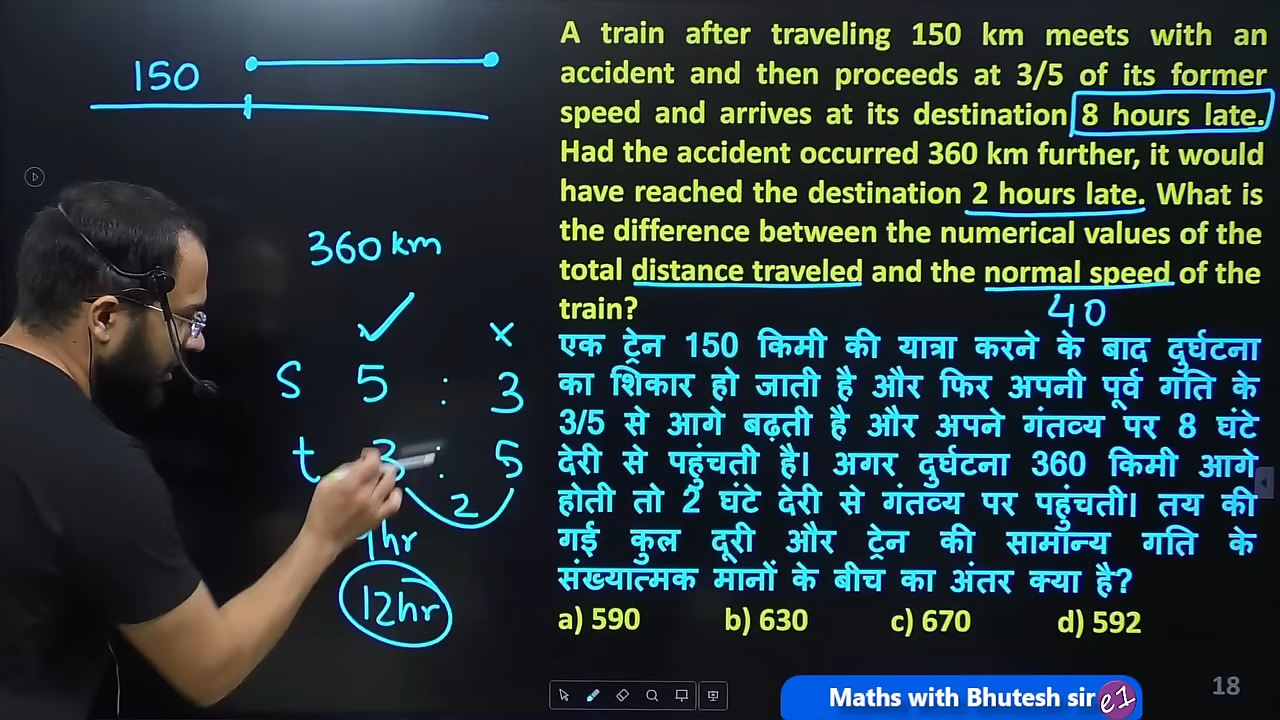 150
A train after traveling 150 km meets with an
accident and then proceeds at 3/5 of its former
speed and arrives at its destination 8 hours late.
Had the accident occurred 360 km further, it would
have reached the destination 2 hours late. What is
the difference between the numerical values of the
total distance traveled and the normal speed of the
train?
40
एक ट्रेन 150 किमी की यात्रा करने के बाद दुर्घटना
का शिकार हो जाती है और फिर अपनी पूर्व गति के
3/5 से आगे बढ़ती है और अपने गंतव्य पर 8 घंटे
देरी से पहुंचती है। अगर दुर्घटना 360 किमी आगे
होती तो 2 घंटे देरी से गंतव्य पर पहुंचती। तय की
गई कुल दूरी और ट्रेन की सामान्य गति के
संख्यात्मक मानों के बीच का अंतर क्या है?
a) 590 b) 630 c) 670 d) 592
360 km
✓ ×
S 5 : 3
t 3 : 5
2
hr
12hr
Maths with Bhutesh sir e1
18